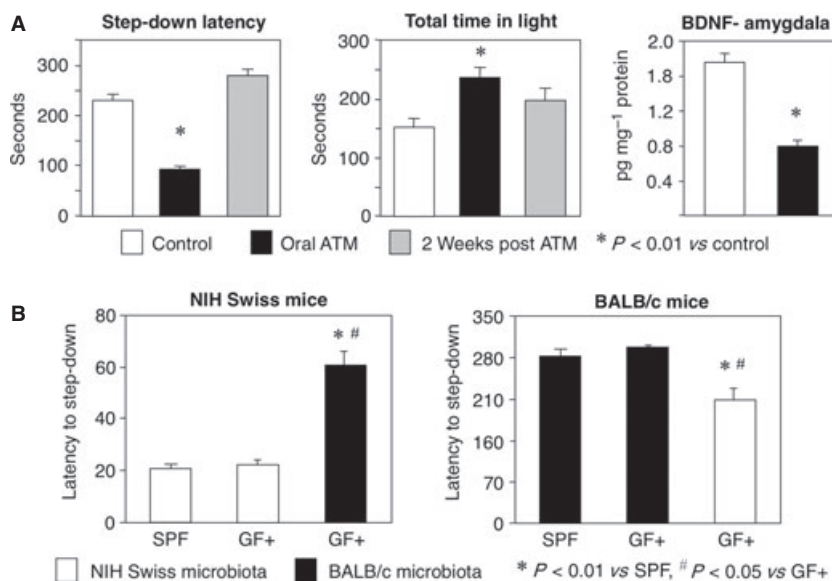 A
Step-down latency
Total time in light
BDNF- amygdala
Seconds
300
200
100
0
Seconds
300
200
100
0
*
*
pg mg⁻¹ protein
2.0
1.8
1.2
0.8
0.4
*
Control
Oral ATM
2 Weeks post ATM
* P < 0.01 vs control
B
NIH Swiss mice
BALB/c mice
Latency to step-down
80
60
40
20
0
* #
SPF
GF+
GF+
Latency to step-down
350
280
210
160
70
0
* #
SPF
GF+
GF+
NIH Swiss microbiota
BALB/c microbiota
* P < 0.01 vs SPF, # P < 0.05 vs GF+